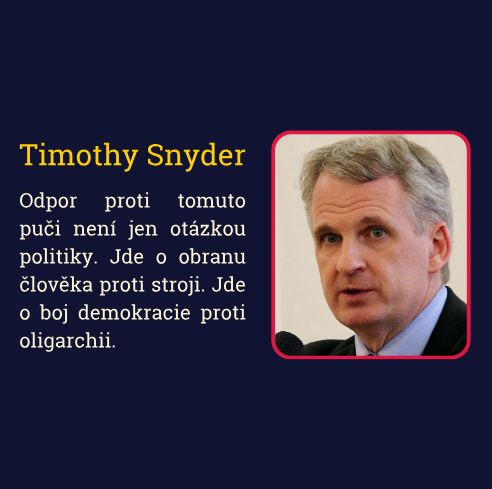 Timothy Snyder
Odpor proti tomuto
puči není jen otázkou
politiky. Jde o obranu
člověka proti stroji. Jde
o boj demokracie proti
oligarchii.